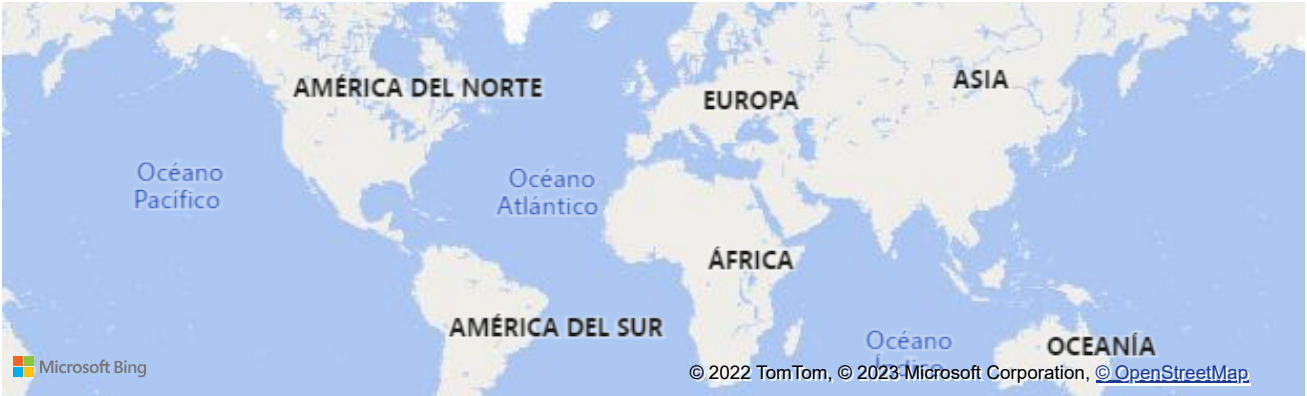 AMÉRICA DEL NORTE
EUROPA
ASIA
Océano
Pacífico
Océano
Atlántico
ÁFRICA
AMÉRICA DEL SUR
Océano
Índico
OCEANÍA
Microsoft Bing
© 2022 TomTom, © 2023 Microsoft Corporation, © OpenStreetMap